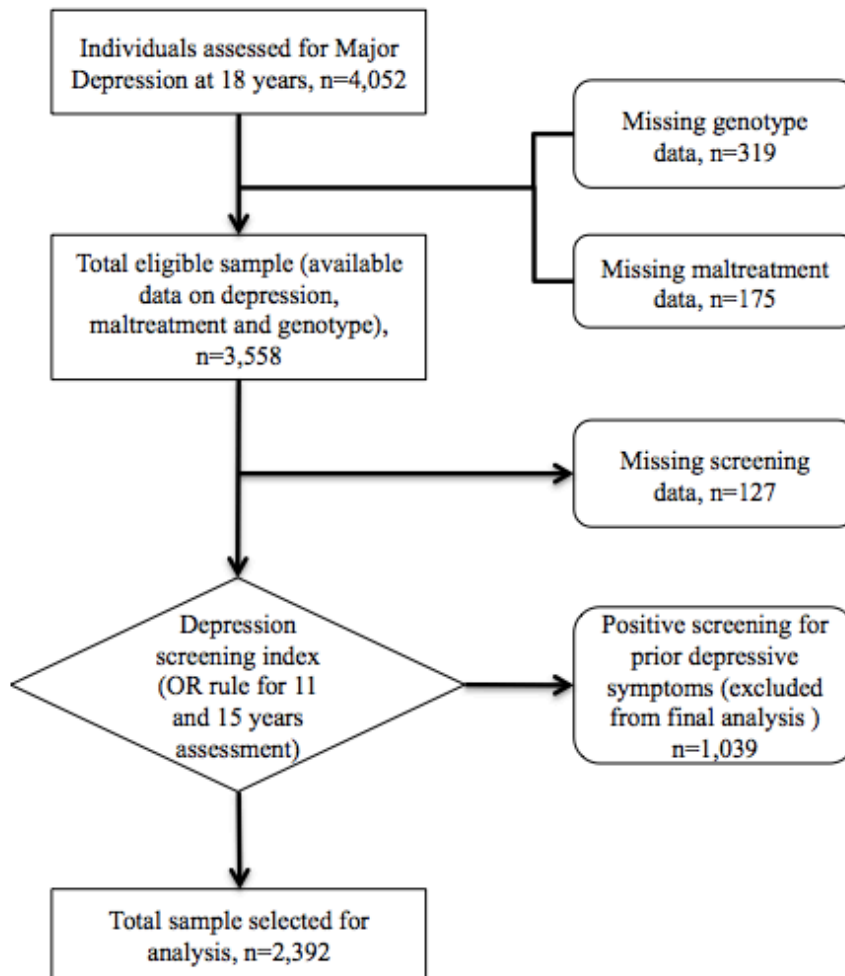 Individuals assessed for Major
Depression at 18 years, n=4,052
Missing genotype
data, n=319
Total eligible sample (available
data on depression,
maltreatment and genotype),
n=3,558
Missing maltreatment
data, n=175
Missing screening
data, n=127
Depression
screening index
(OR rule for 11
and 15 years
assessment)
Positive screening for
prior depressive
symptoms (excluded
from final analysis )
n=1,039
Total sample selected for
analysis, n=2,392